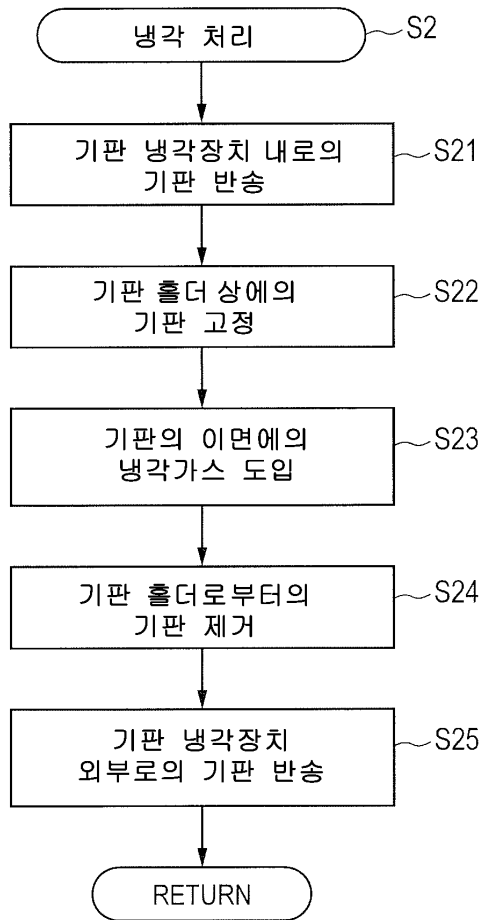 냉각 처리
S2
기판 냉각장치 내로의
기판 반송
S21
기판 홀더 상에의
기판 고정
S22
기판의 이면에의
냉각가스 도입
S23
기판 홀더로부터의
기판 제거
S24
기판 냉각장치
외부로의 기판 반송
S25
RETURN